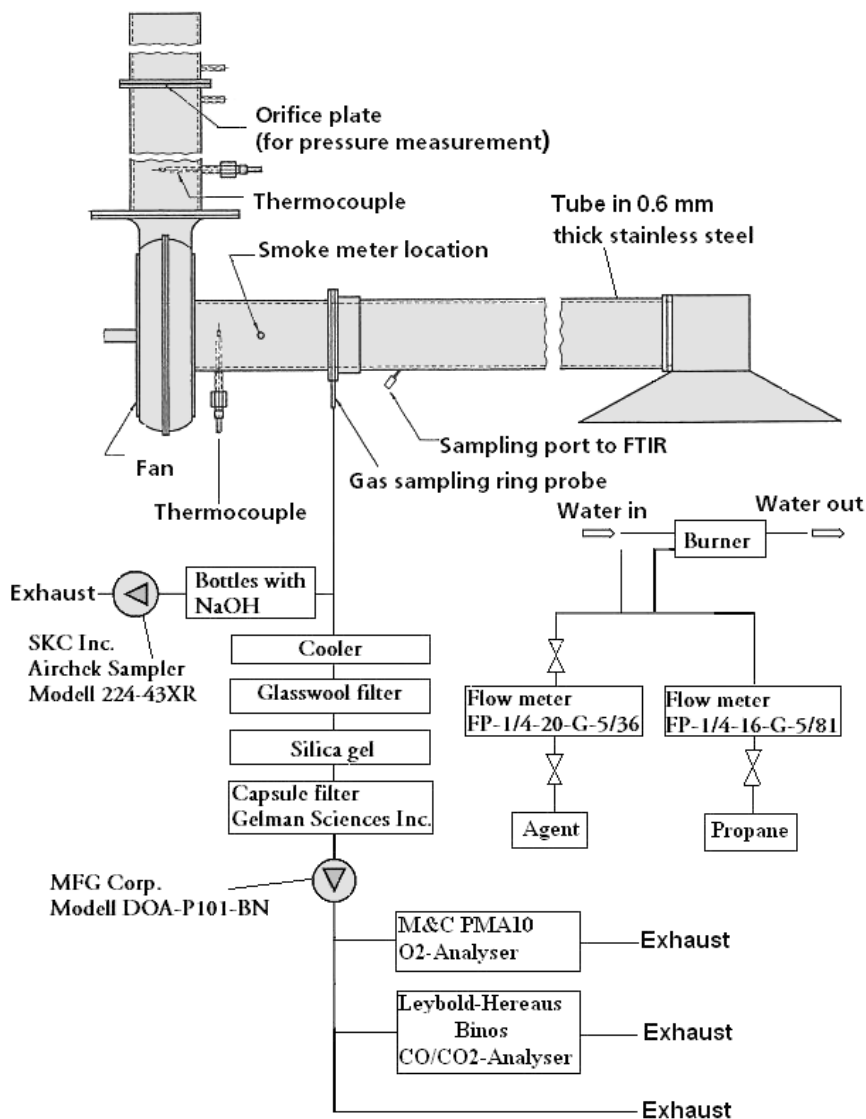 Orifice plate
(for pressure measurement)
Thermocouple
Tube in 0.6 mm
thick stainless steel
Smoke meter location
Sampling port to FTIR
Fan
Gas sampling ring probe
Thermocouple
Water in
Water out
Burner
Exhaust
Bottles with
NaOH
SKC Inc.
Airchek Sampler
Modell 224-43XR
Cooler
Glasswool filter
Silica gel
Capsule filter
Gelman Sciences Inc.
Flow meter
FP-1/4-20-G-5/36
Flow meter
FP-1/4-16-G-5/81
Agent
Propane
MFG Corp.
Modell DOA-P101-BN
M&C PMA10
O2-Analyser
Exhaust
Leybold-Hereaus
Binos
CO/CO2-Analyser
Exhaust
Exhaust